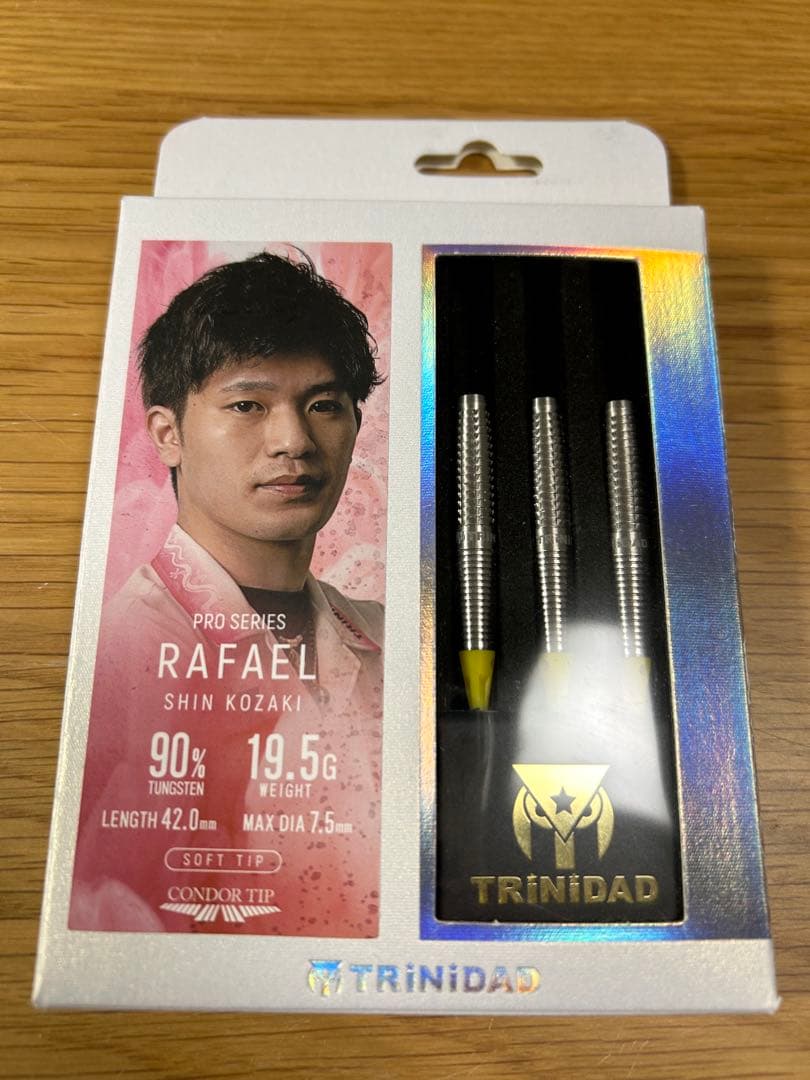 PRO SERIES
RAFAEL
SHIN KOZAKI
90% 19.5G
TUNGSTEN WEIGHT
LENGTH 42.0mm MAX DIA 7.5mm
SOFT TIP
CONDOR TIP
TRiNiDAD
TRiNiDAD